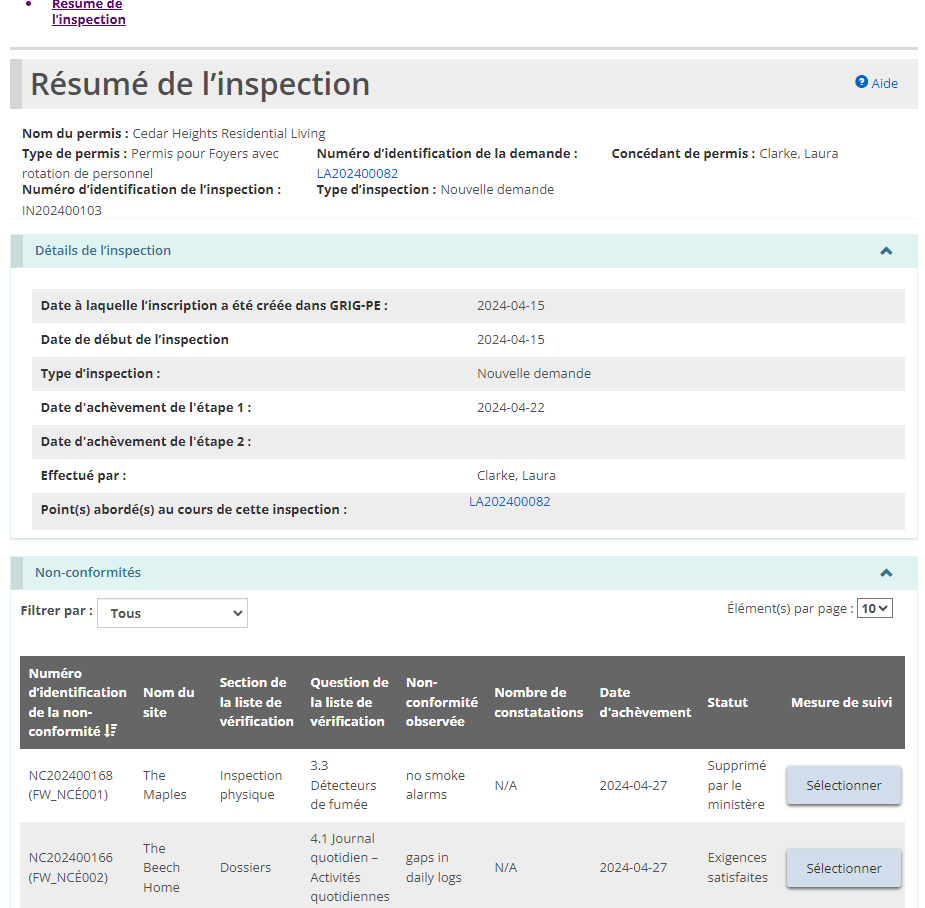 Résumé de
l’inspection
Résumé de l’inspection
Aide
Nom du permis : Cedar Heights Residential Living
Type de permis : Permis pour Foyers avec rotation de personnel
Numéro d’identification de la demande : LA202400082
Concédant de permis : Clarke, Laura
Numéro d’identification de l’inspection : IN202400103
Type d’inspection : Nouvelle demande
Détails de l’inspection
Date à laquelle l’inscription a été créée dans GRIG-PE : 2024-04-15
Date de début de l’inspection 2024-04-15
Type d’inspection : Nouvelle demande
Date d'achèvement de l'étape 1 : 2024-04-22
Date d'achèvement de l'étape 2 :
Effectué par : Clarke, Laura
Point(s) abordé(s) au cours de cette inspection : LA202400082
Non-conformités
Filtrer par : Tous
Élément(s) par page : 10
Numéro d’identification de la non-conformité
Nom du site
Section de la liste de vérification
Question de la liste de vérification
Non-conformité observée
Nombre de constatations
Date d'achèvement
Statut
Mesure de suivi
NC202400168 (FW_NCÉ001)
The Maples
Inspection physique
3.3 Détecteurs de fumée
no smoke alarms
N/A
2024-04-27
Supprimé par le ministère
Sélectionner
NC202400166 (FW_NCÉ002)
The Beech Home
Dossiers
4.1 Journal quotidien – Activités quotidiennes
gaps in daily logs
N/A
2024-04-27
Exigences satisfaites
Sélectionner